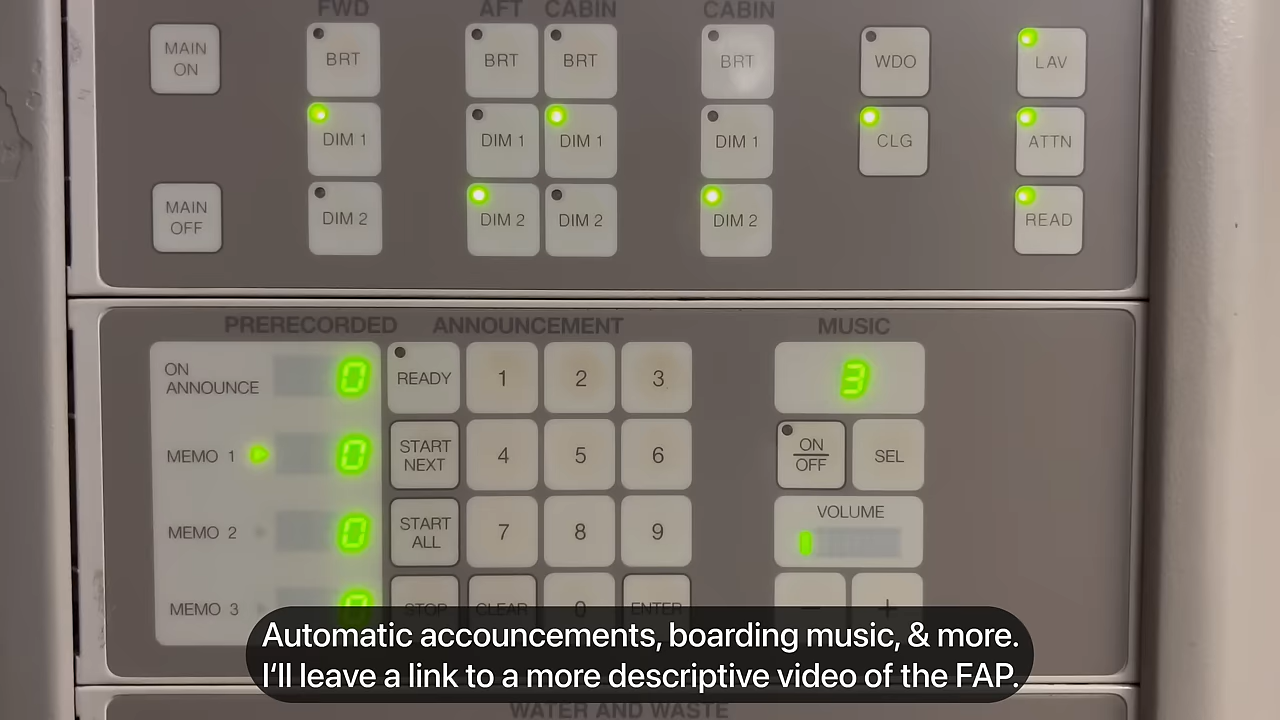 FWD AFT CABIN CABIN
MAIN ON
BRT BRT BRT BRT WDO LAV
DIM 1 DIM 1 DIM 1 DIM 1 CLG ATTN
MAIN OFF
DIM 2 DIM 2 DIM 2 DIM 2 READ
PRERECORDED ANNOUNCEMENT MUSIC
ON ANNOUNCE 0 READY 1 2 3 3
MEMO 1 0 START NEXT 4 5 6 ON OFF SEL
MEMO 2 0 START ALL 7 8 9 VOLUME
MEMO 3 0 STOP CLEAR 0 ENTER - +
Automatic accouncements, boarding music, & more.
I‘ll leave a link to a more descriptive video of the FAP.
WATER AND WASTE